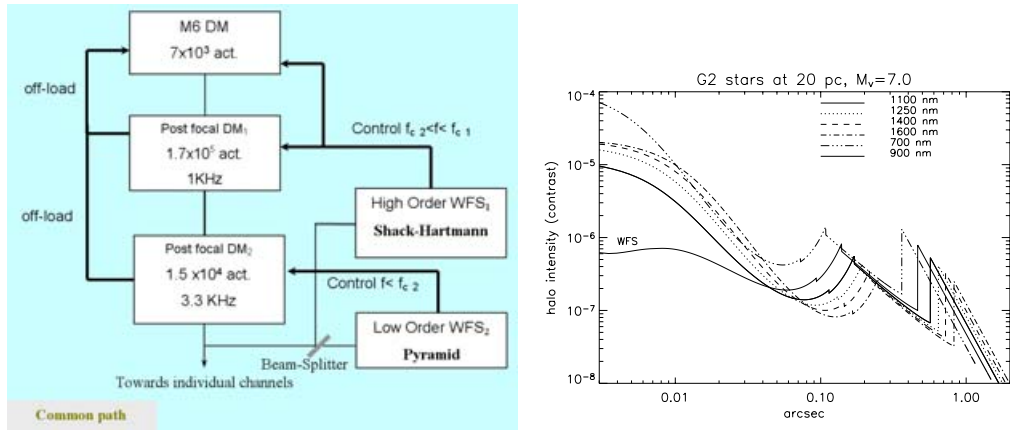 M6 DM
7x10³ act.
off-load
Post focal DM₁
1.7x10⁵ act.
1KHz
Control f꜀ ₂<f< f꜀ ₁
High Order WFS₁
Shack-Hartmann
off-load
Post focal DM₂
1.5 x10⁴ act.
3.3 KHz
Control f< f꜀ ₂
Low Order WFS₂
Pyramid
Beam-Splitter
Towards individual channels
Common path
G2 stars at 20 pc, Mᵥ=7.0
1100 nm
1250 nm
1400 nm
1600 nm
700 nm
900 nm
WFS
halo intensity (contrast)
10⁻⁴
10⁻⁵
10⁻⁶
10⁻⁷
10⁻⁸
0.01
0.10
1.00
arcsec